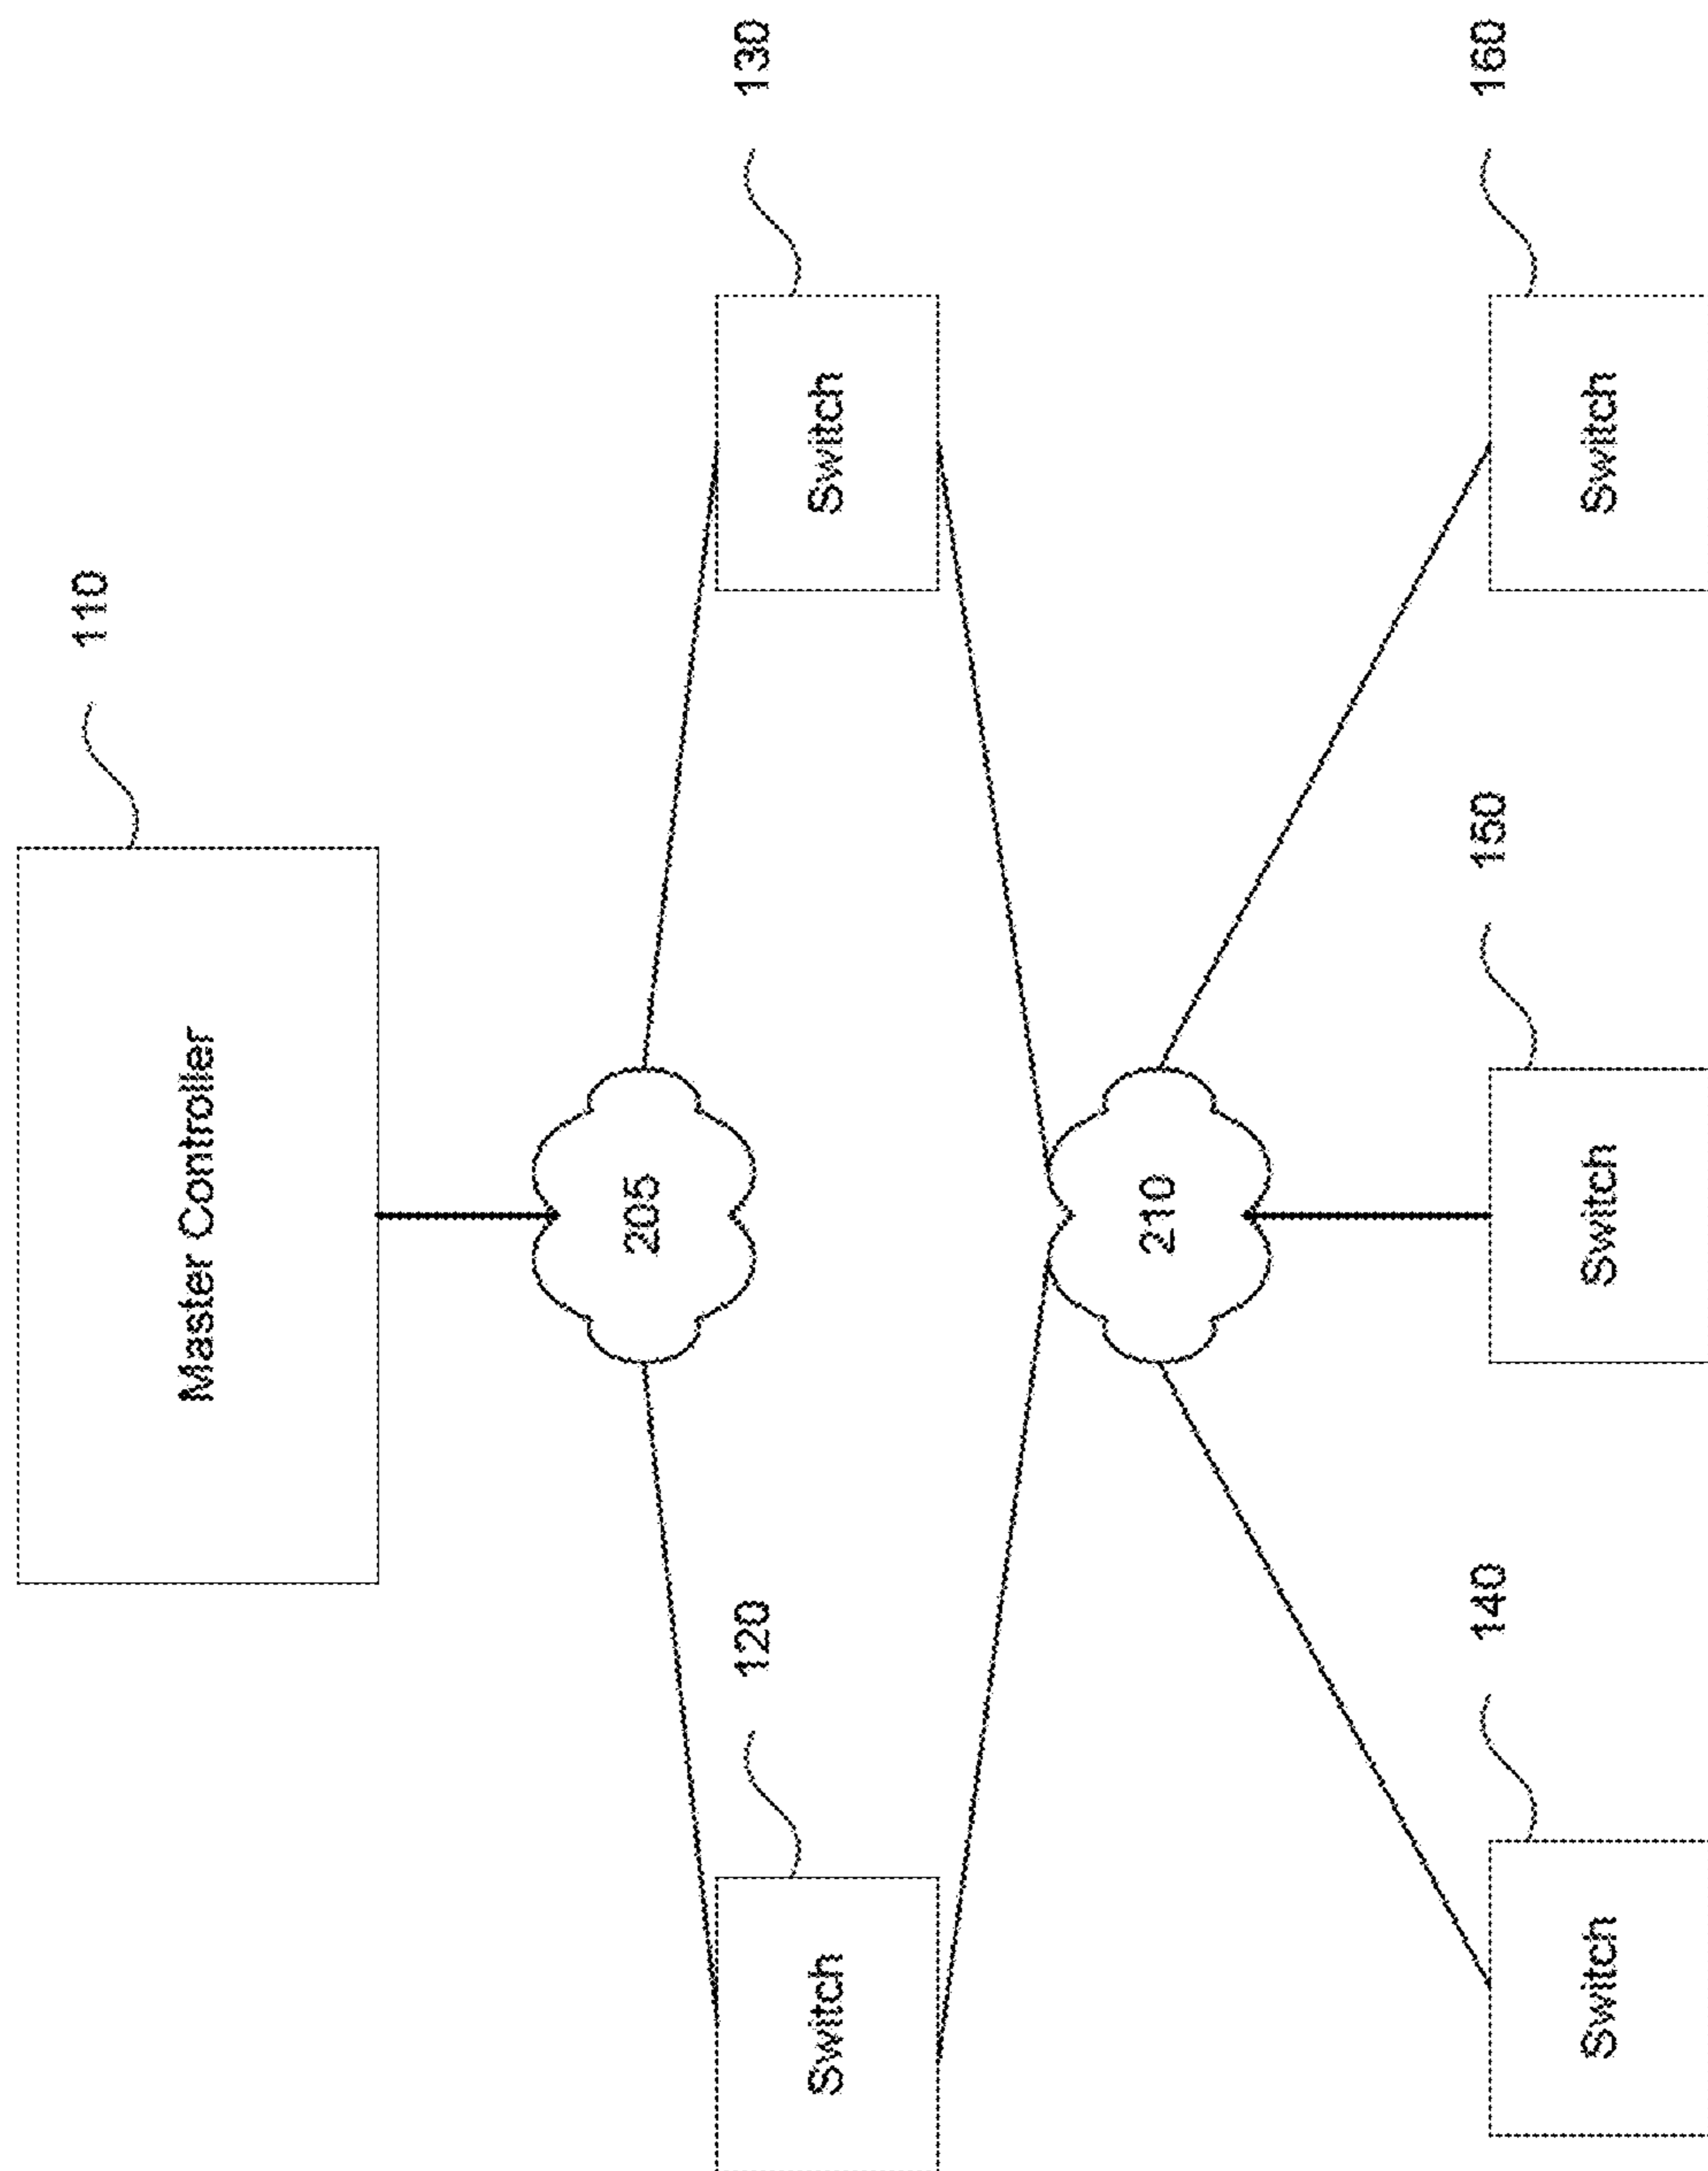 110
Master Controller
205
120
130
Switch
Switch
210
140
150
160
Switch
Switch
Switch